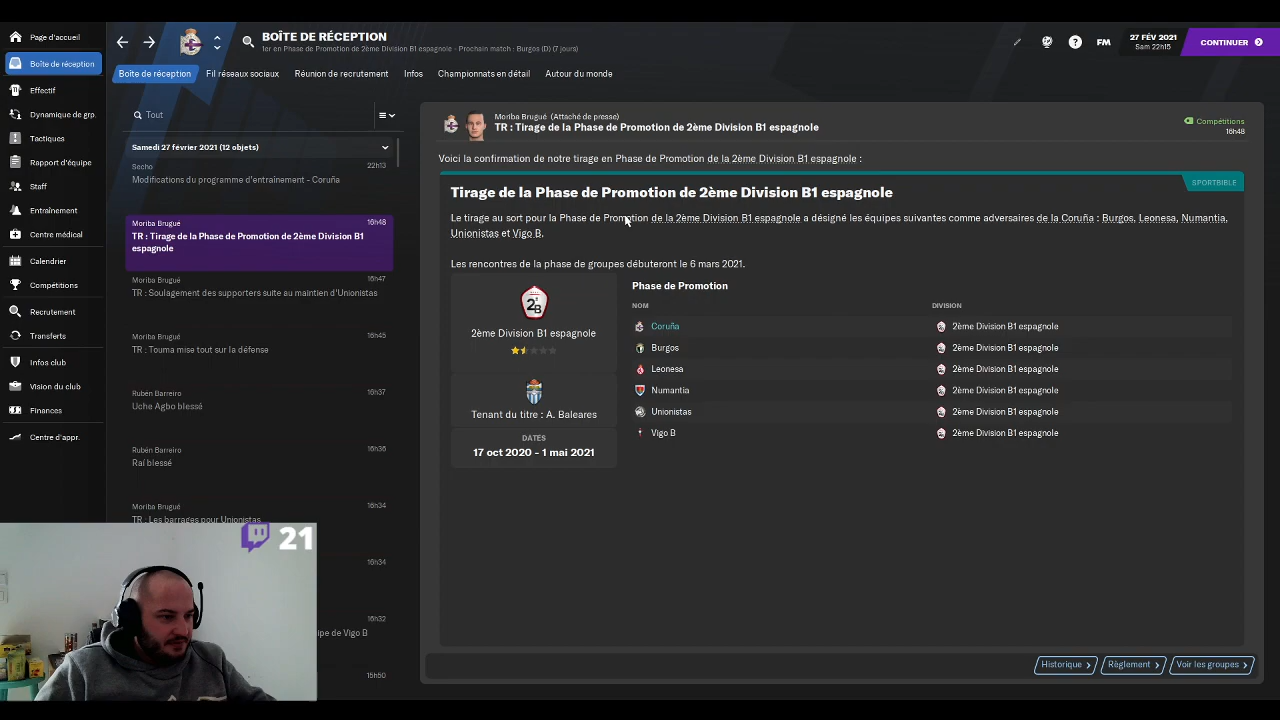 Page d'accueil
Boîte de réception
Effectif
Dynamique de grp.
Tactiques
Rapport d'équipe
Staff
Entraînement
Centre médical
Calendrier
Compétitions
Recrutement
Transferts
Infos club
Vision du club
Finances
Centre d'appr.
BOÎTE DE RÉCEPTION
1er en Phase de Promotion de 2ème Division B1 espagnole - Prochain match : Burgos (D) (7 jours)
FM
27 FÉV 2021
Sam 22h15
CONTINUER
Boîte de réception
Fil réseaux sociaux
Réunion de recrutement
Infos
Championnats en détail
Autour du monde
Tout
Samedi 27 février 2021 (12 objets)
Secho 22h13
Modifications du programme d'entraînement - Coruña
Moriba Brugué 16h48
TR : Tirage de la Phase de Promotion de 2ème Division B1
espagnole
Moriba Brugué 16h47
TR : Soulagement des supporters suite au maintien d'Unionistas
Moriba Brugué 16h45
TR : Touma mise tout sur la défense
Rubén Barreiro 16h37
Uche Agbo blessé
Rubén Barreiro 16h36
Raí blessé
Moriba Brugué 16h34
TR : Les barrages pour Unionistas
16h34
16h32
ipe de Vigo B
15h50
21
Moriba Brugué (Attaché de presse)
TR : Tirage de la Phase de Promotion de 2ème Division B1 espagnole
Compétitions
16h48
Voici la confirmation de notre tirage en Phase de Promotion de la 2ème Division B1 espagnole :
SPORTBIBLE
Tirage de la Phase de Promotion de 2ème Division B1 espagnole
Le tirage au sort pour la Phase de Promotion de la 2ème Division B1 espagnole a désigné les équipes suivantes comme adversaires de la Coruña : Burgos, Leonesa, Numantia,
Unionistas et Vigo B.
Les rencontres de la phase de groupes débuteront le 6 mars 2021.
2B
2ème Division B1 espagnole
Tenant du titre : A. Baleares
DATES
17 oct 2020 - 1 mai 2021
Phase de Promotion
NOM DIVISION
Coruña 2ème Division B1 espagnole
Burgos 2ème Division B1 espagnole
Leonesa 2ème Division B1 espagnole
Numantia 2ème Division B1 espagnole
Unionistas 2ème Division B1 espagnole
Vigo B 2ème Division B1 espagnole
Historique
Règlement
Voir les groupes